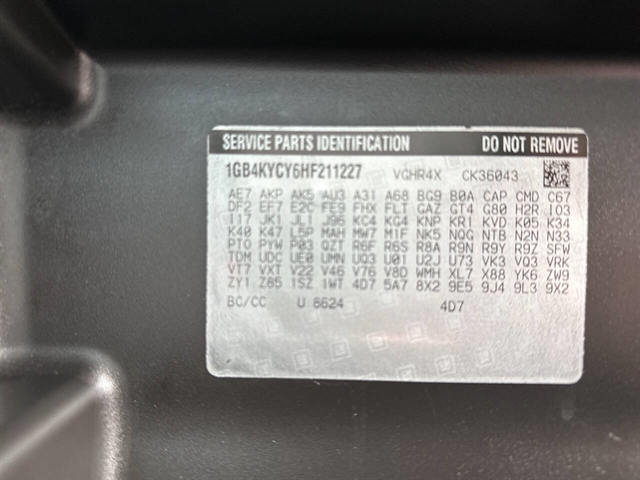 SERVICE PARTS IDENTIFICATION DO NOT REMOVE
1GB4KYCY6HF211227 VGHR4X CK36043
AE7 AKP AK5 AU3 A31 A68 BG9 B0A CAP CMD C67
DF2 EF7 E2C FE9 FHX FLT GAZ GT4 G80 H2R IO3
I17 JK1 JL1 J96 KC4 KG4 KNP KR1 KVD K05 K34
K40 K47 L5P MAH MW7 M1F NK5 NQG NTB N2N N33
PTO PYW P03 QZT R6F R6S R8A R9N R9Y R9Z SFW
TDM UDC UE0 UMN UQ3 U01 U2J U73 VK3 VQ3 VRK
VT7 VXT V22 V46 V76 V8D WMH XL7 X88 YK6 ZW9
ZY1 Z85 1SZ 1WT 4D7 5A7 8X2 9E5 9J4 9L3 9X2
BC/CC U 8624 4D7